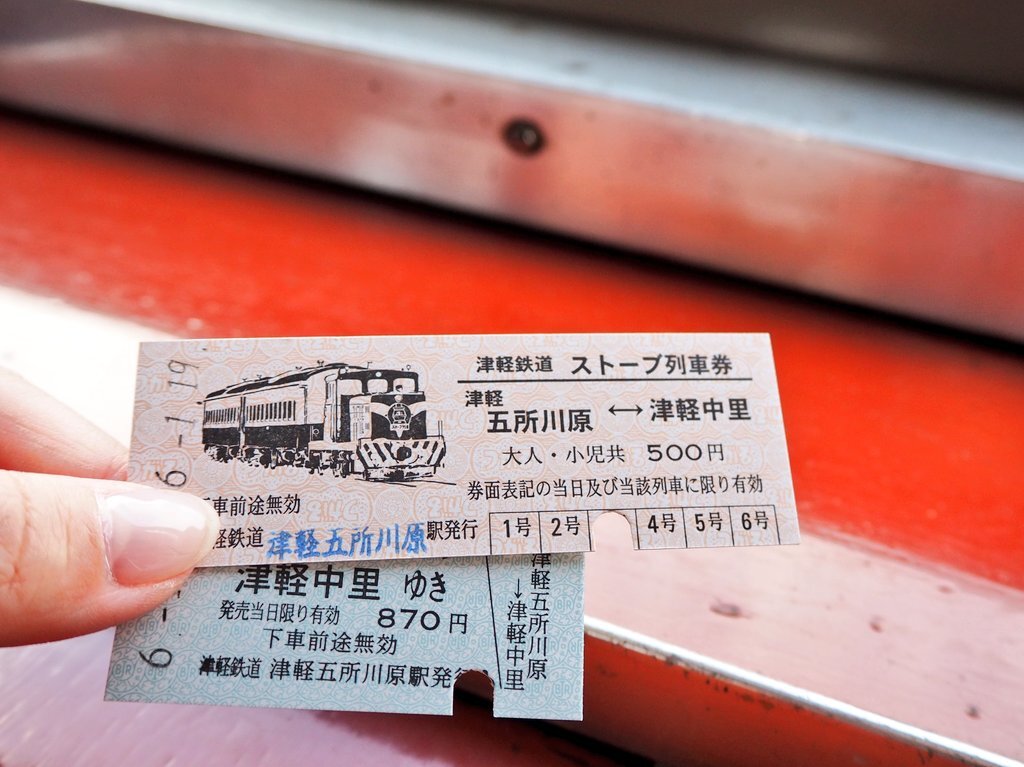 6-1.19
津軽鉄道 ストーブ列車券
津軽
五所川原 ↔ 津軽中里
大人・小児共 500円
券面表記の当日及び当該列車に限り有効
車前途無効
鉄道 津軽五所川原駅発行
1号 2号 4号 5号 6号
6-
津軽中里 ゆき
発売当日限り有効 870円
下車前途無効
津軽鉄道 津軽五所川原駅発行
津軽五所川原
→津軽中里